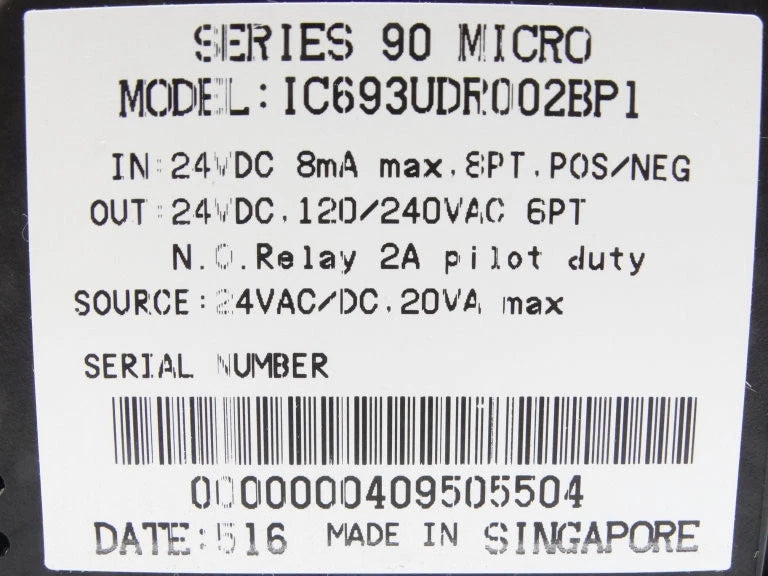 SERIES 90 MICRO
MODEL: IC693UDR002BP1
IN:24VDC 8mA max.8PT.POS/NEG
OUT:24VDC.120/240VAC 6PT
N.O.Relay 2A pilot duty
SOURCE:24VAC/DC.20VA max
SERIAL NUMBER
0000000409505504
DATE:516 MADE IN SINGAPORE